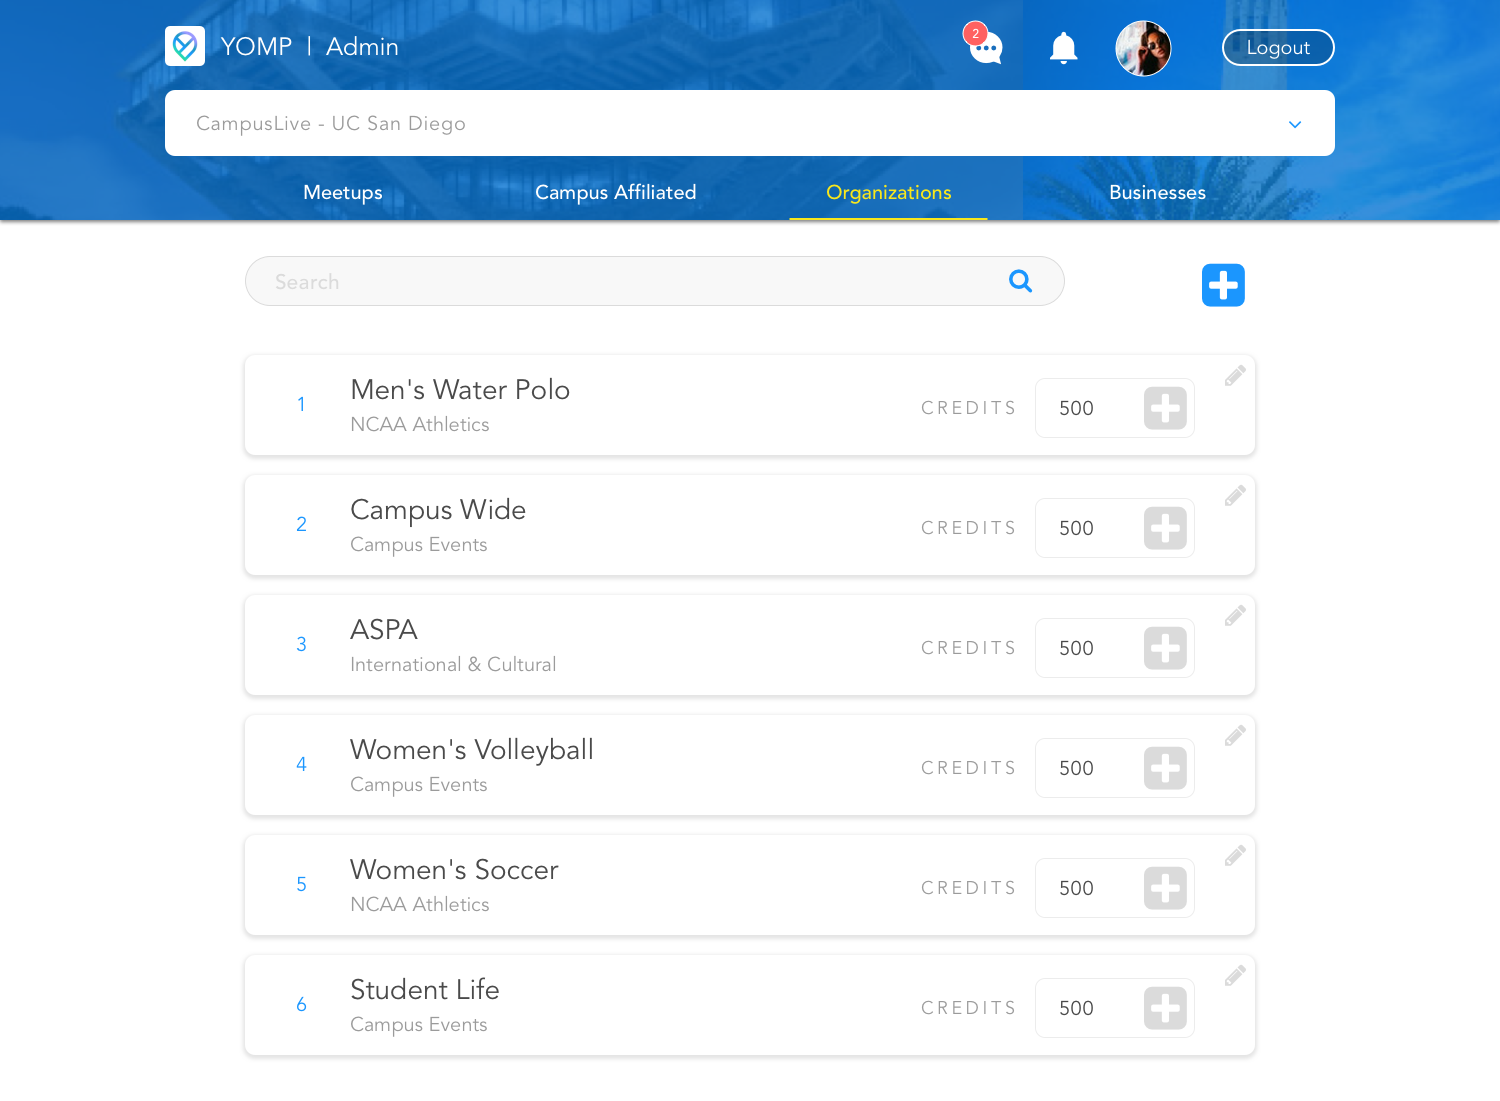 YOMP | Admin
2
Logout
CampusLive - UC San Diego
Meetups
Campus Affiliated
Organizations
Businesses
Search
1
Men's Water Polo
NCAA Athletics
CREDITS
500
2
Campus Wide
Campus Events
CREDITS
500
3
ASPA
International & Cultural
CREDITS
500
4
Women's Volleyball
Campus Events
CREDITS
500
5
Women's Soccer
NCAA Athletics
CREDITS
500
6
Student Life
Campus Events
CREDITS
500